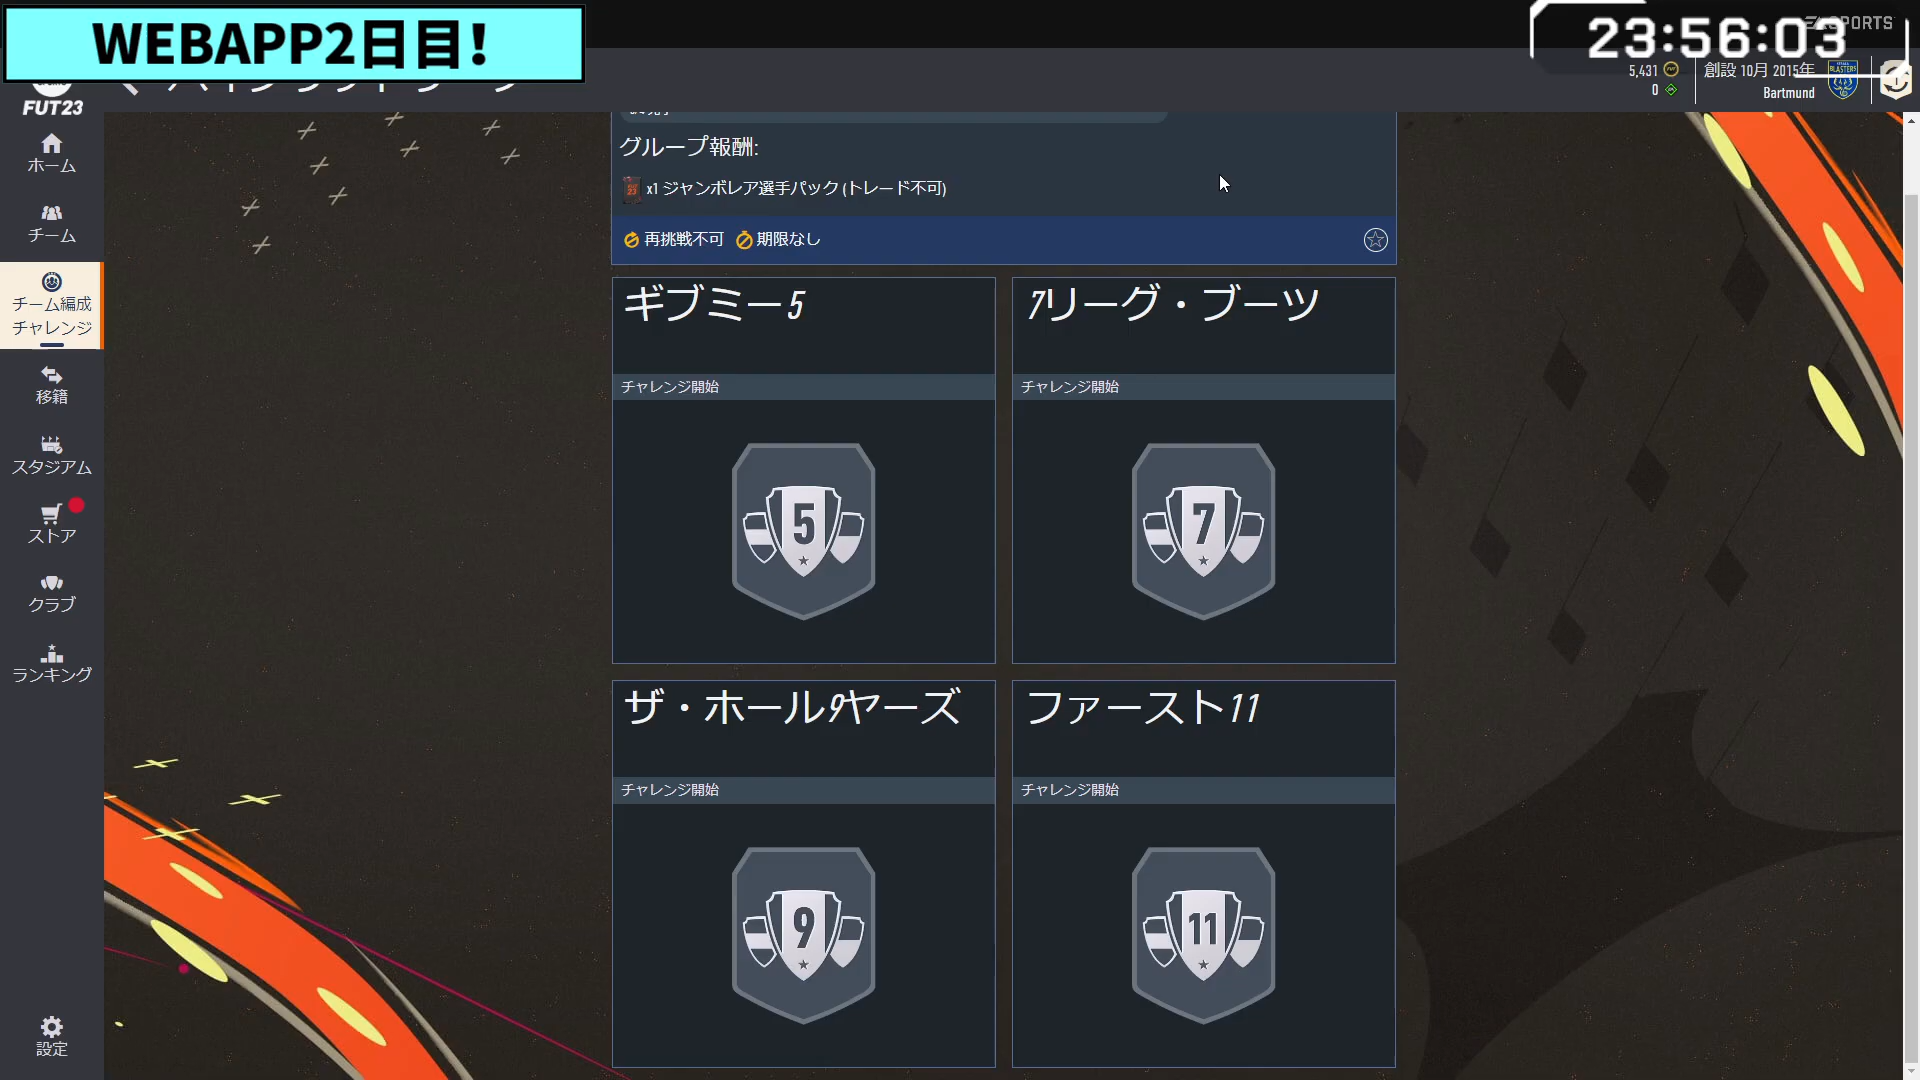 WEBAPP2日目!
23:56:03
EA SPORTS
5,431
0
創設 10月 2015年
Bartmund
FUT23
ホーム
チーム
チーム編成
チャレンジ
移籍
スタジアム
ストア
クラブ
ランキング
設定
グループ報酬:
x1 ジャンボレア選手パック (トレード不可)
再挑戦不可
期限なし
ギブミー5
チャレンジ開始
5
7リーグ・ブーツ
チャレンジ開始
7
ザ・ホール9ヤーズ
チャレンジ開始
9
ファースト11
チャレンジ開始
11